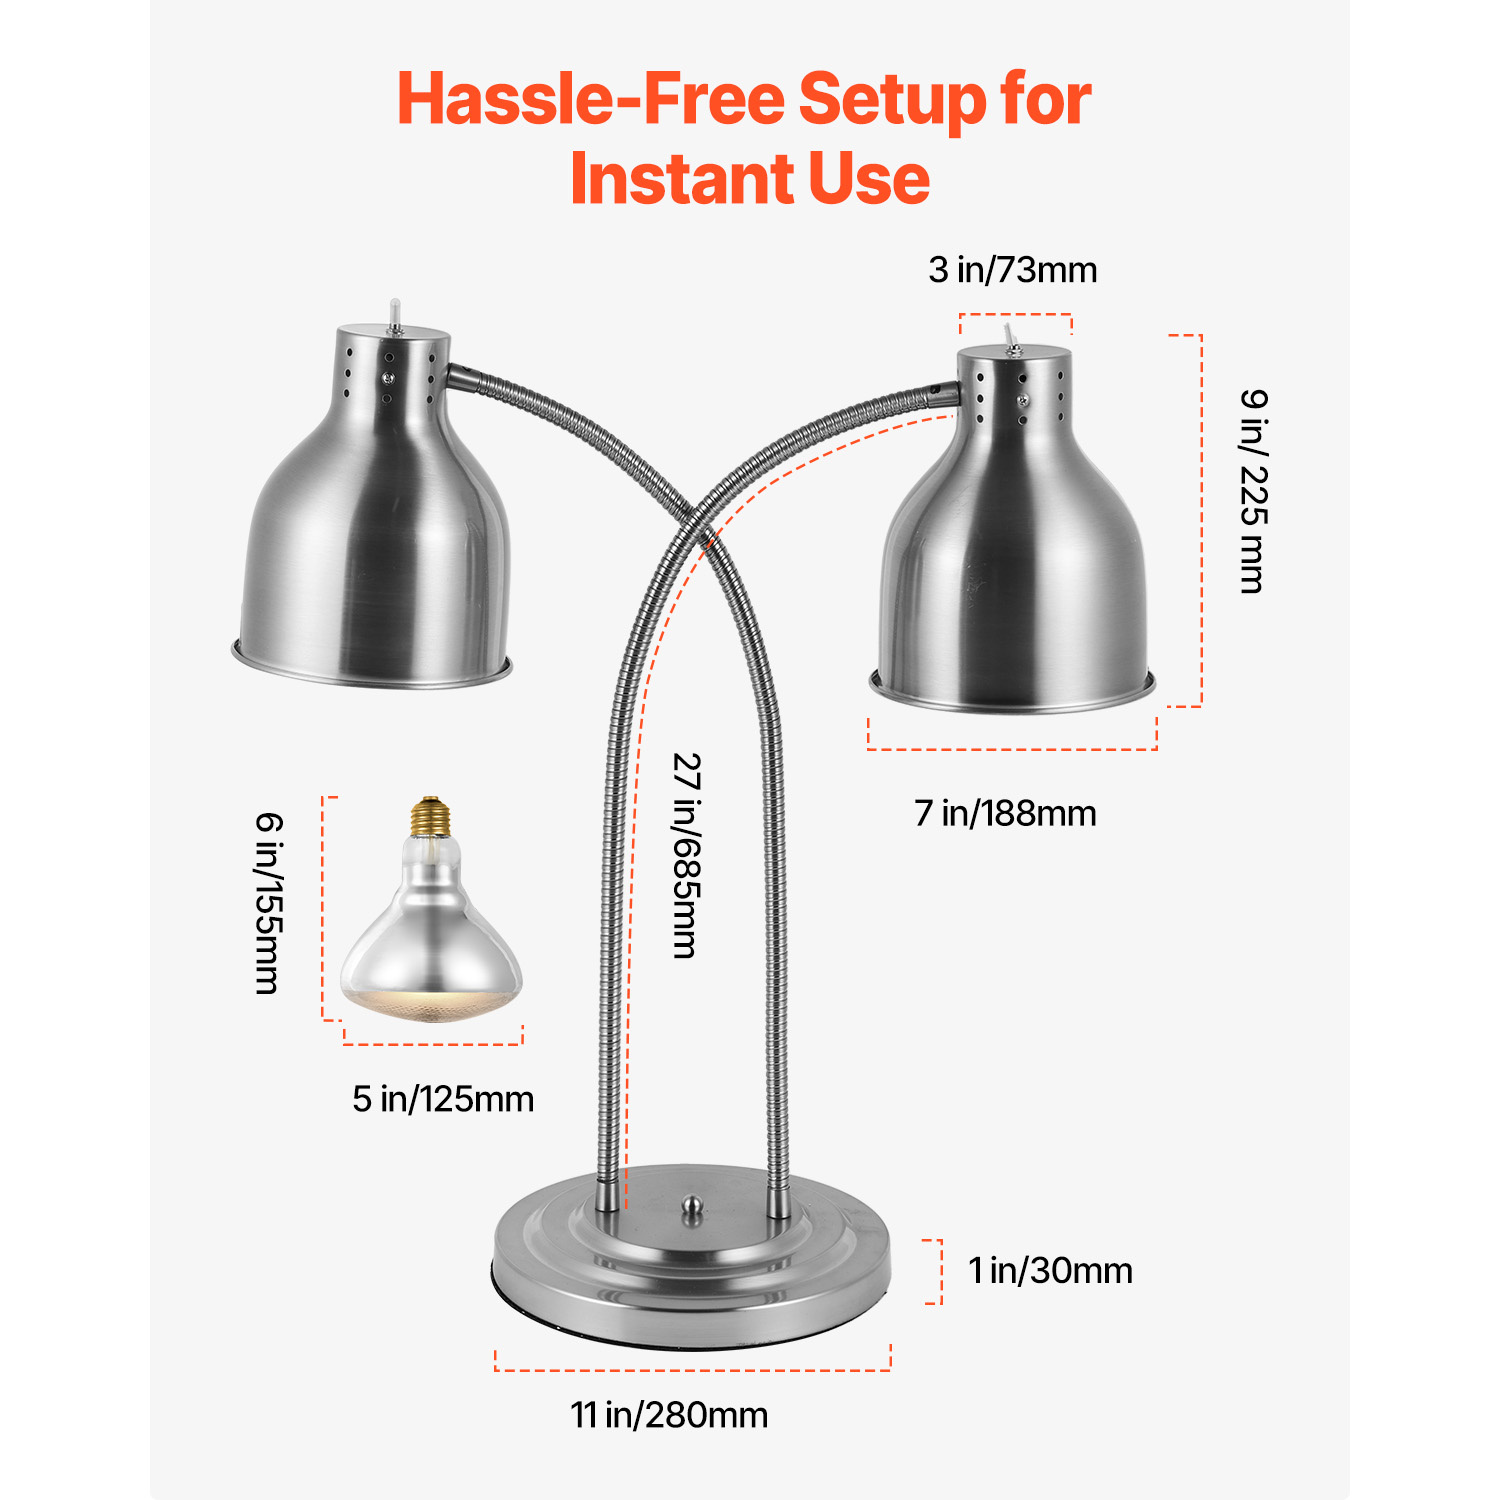 Hassle-Free Setup for
Instant Use
3 in/73mm
9 in/ 225 mm
7 in/188mm
27 in/685mm
6 in/155mm
5 in/125mm
1 in/30mm
11 in/280mm